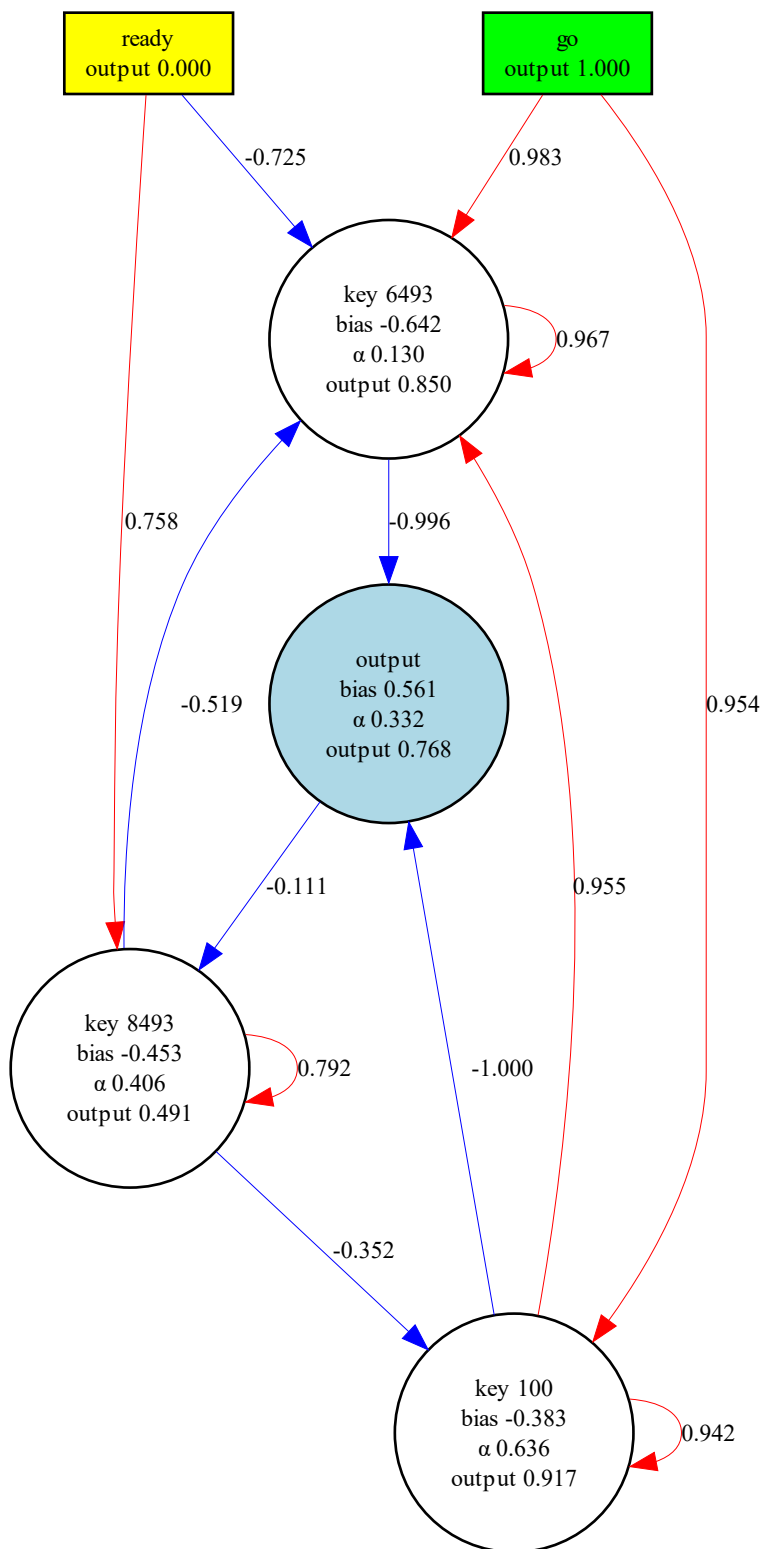 ready
output 0.000
go
output 1.000
-0.725
0.983
key 6493
bias -0.642
α 0.130
output 0.850
0.967
0.758
-0.996
output
bias 0.561
α 0.332
output 0.768
-0.519
0.954
-0.111
0.955
key 8493
bias -0.453
α 0.406
output 0.491
0.792
-1.000
-0.352
key 100
bias -0.383
α 0.636
output 0.917
0.942